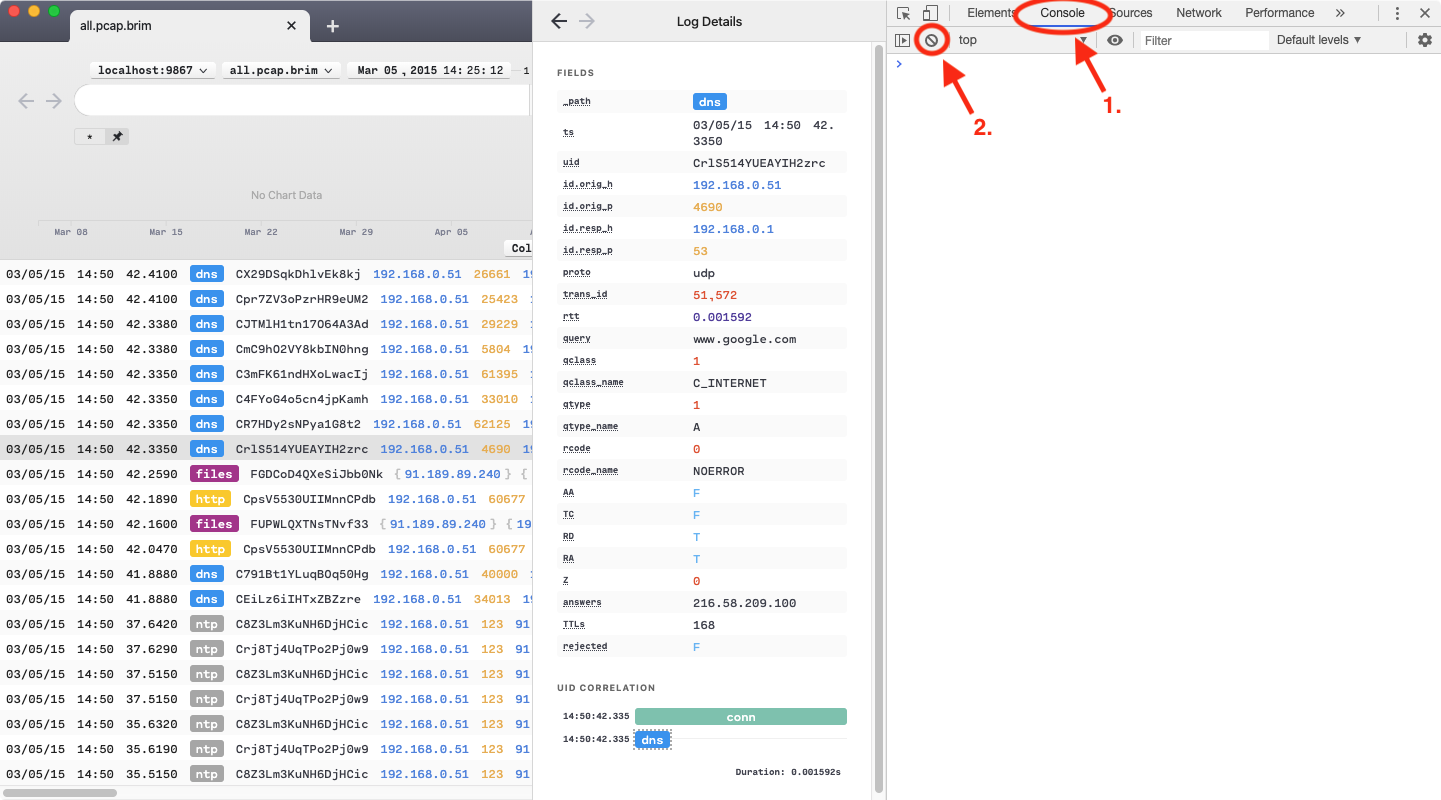 all.pcap.brim
localhost:9867
all.pcap.brim
Mar 05 , 2015 14: 25: 12
1
*
No Chart Data
Mar 08 Mar 15 Mar 22 Mar 29 Apr 05
Col
03/05/15 14:50 42.4100 dns CX29DSqkDhlvEk8kj 192.168.0.51 26661 19
03/05/15 14:50 42.4100 dns Cpr7ZV3oPzrHR9eUM2 192.168.0.51 25423 1
03/05/15 14:50 42.3380 dns CJTMlH1tn17O64A3Ad 192.168.0.51 29229 1
03/05/15 14:50 42.3380 dns CmC9hO2VY8kbIN0hng 192.168.0.51 5804 19
03/05/15 14:50 42.3350 dns C3mFK61ndHXoLwacIj 192.168.0.51 61395 1
03/05/15 14:50 42.3350 dns C4FYoG4o5cn4jpKamh 192.168.0.51 33010 1
03/05/15 14:50 42.3350 dns CR7HDy2sNPya1G8t2 192.168.0.51 62125 19
03/05/15 14:50 42.3350 dns CrlS514YUEAYIH2zrc 192.168.0.51 4690 19
03/05/15 14:50 42.2590 files FGDCoD4QXeSiJbb0Nk { 91.189.89.240 } {
03/05/15 14:50 42.1890 http CpsV5530UIIMnnCPdb 192.168.0.51 60677
03/05/15 14:50 42.1600 files FUPWLQXTNsTNvf33 { 91.189.89.240 } { 19
03/05/15 14:50 42.0470 http CpsV5530UIIMnnCPdb 192.168.0.51 60677
03/05/15 14:50 41.8880 dns C791Bt1YLuqBOq50Hg 192.168.0.51 40000 1
03/05/15 14:50 41.8880 dns CEiLz6iIHTxZBZzre 192.168.0.51 34013 19
03/05/15 14:50 37.6420 ntp C8Z3Lm3KuNH6DjHCic 192.168.0.51 123 91
03/05/15 14:50 37.6290 ntp Crj8Tj4UqTPo2Pj0w9 192.168.0.51 123 91
03/05/15 14:50 37.5150 ntp C8Z3Lm3KuNH6DjHCic 192.168.0.51 123 91
03/05/15 14:50 37.5150 ntp Crj8Tj4UqTPo2Pj0w9 192.168.0.51 123 91
03/05/15 14:50 35.6320 ntp C8Z3Lm3KuNH6DjHCic 192.168.0.51 123 91
03/05/15 14:50 35.6190 ntp Crj8Tj4UqTPo2Pj0w9 192.168.0.51 123 91
03/05/15 14:50 35.5150 ntp C8Z3Lm3KuNH6DjHCic 192.168.0.51 123 91
Log Details
FIELDS
_path dns
ts 03/05/15 14:50 42.
3350
uid CrlS514YUEAYIH2zrc
id.orig_h 192.168.0.51
id.orig_p 4690
id.resp_h 192.168.0.1
id.resp_p 53
proto udp
trans_id 51,572
rtt 0.001592
query www.google.com
qclass 1
qclass_name C_INTERNET
qtype 1
qtype_name A
rcode 0
rcode_name NOERROR
AA F
TC F
RD T
RA T
Z 0
answers 216.58.209.100
TTLs 168
rejected F
UID CORRELATION
14:50:42.335 conn
14:50:42.335 dns
Duration: 0.001592s
Elements Console Sources Network Performance »
top Filter Default levels
1.
2.